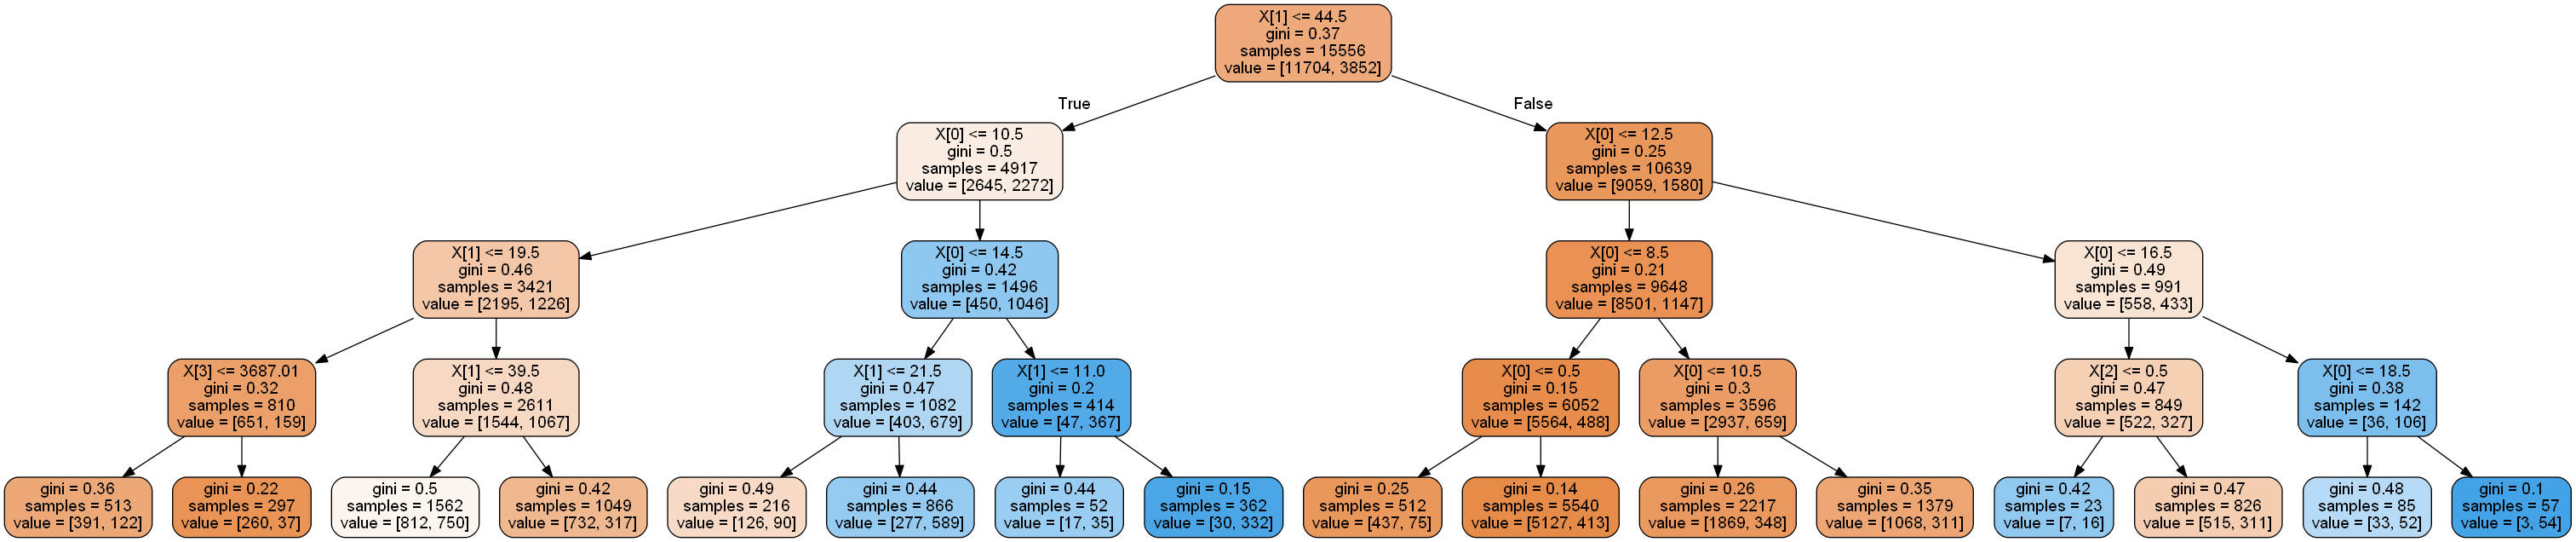 X[1] <= 44.5
gini = 0.37
samples = 15556
value = [11704, 3852]
True
False
X[0] <= 10.5
gini = 0.5
samples = 4917
value = [2645, 2272]
X[0] <= 12.5
gini = 0.25
samples = 10639
value = [9059, 1580]
X[1] <= 19.5
gini = 0.46
samples = 3421
value = [2195, 1226]
X[0] <= 14.5
gini = 0.42
samples = 1496
value = [450, 1046]
X[0] <= 8.5
gini = 0.21
samples = 9648
value = [8501, 1147]
X[0] <= 16.5
gini = 0.49
samples = 991
value = [558, 433]
X[3] <= 3687.01
gini = 0.32
samples = 810
value = [651, 159]
X[1] <= 39.5
gini = 0.48
samples = 2611
value = [1544, 1067]
X[1] <= 21.5
gini = 0.47
samples = 1082
value = [403, 679]
X[1] <= 11.0
gini = 0.2
samples = 414
value = [47, 367]
X[0] <= 0.5
gini = 0.15
samples = 6052
value = [5564, 488]
X[0] <= 10.5
gini = 0.3
samples = 3596
value = [2937, 659]
X[2] <= 0.5
gini = 0.47
samples = 849
value = [522, 327]
X[0] <= 18.5
gini = 0.38
samples = 142
value = [36, 106]
gini = 0.36
samples = 513
value = [391, 122]
gini = 0.22
samples = 297
value = [260, 37]
gini = 0.5
samples = 1562
value = [812, 750]
gini = 0.42
samples = 1049
value = [732, 317]
gini = 0.49
samples = 216
value = [126, 90]
gini = 0.44
samples = 866
value = [277, 589]
gini = 0.44
samples = 52
value = [17, 35]
gini = 0.15
samples = 362
value = [30, 332]
gini = 0.25
samples = 512
value = [437, 75]
gini = 0.14
samples = 5540
value = [5127, 413]
gini = 0.26
samples = 2217
value = [1869, 348]
gini = 0.35
samples = 1379
value = [1068, 311]
gini = 0.42
samples = 23
value = [7, 16]
gini = 0.47
samples = 826
value = [515, 311]
gini = 0.48
samples = 85
value = [33, 52]
gini = 0.1
samples = 57
value = [3, 54]